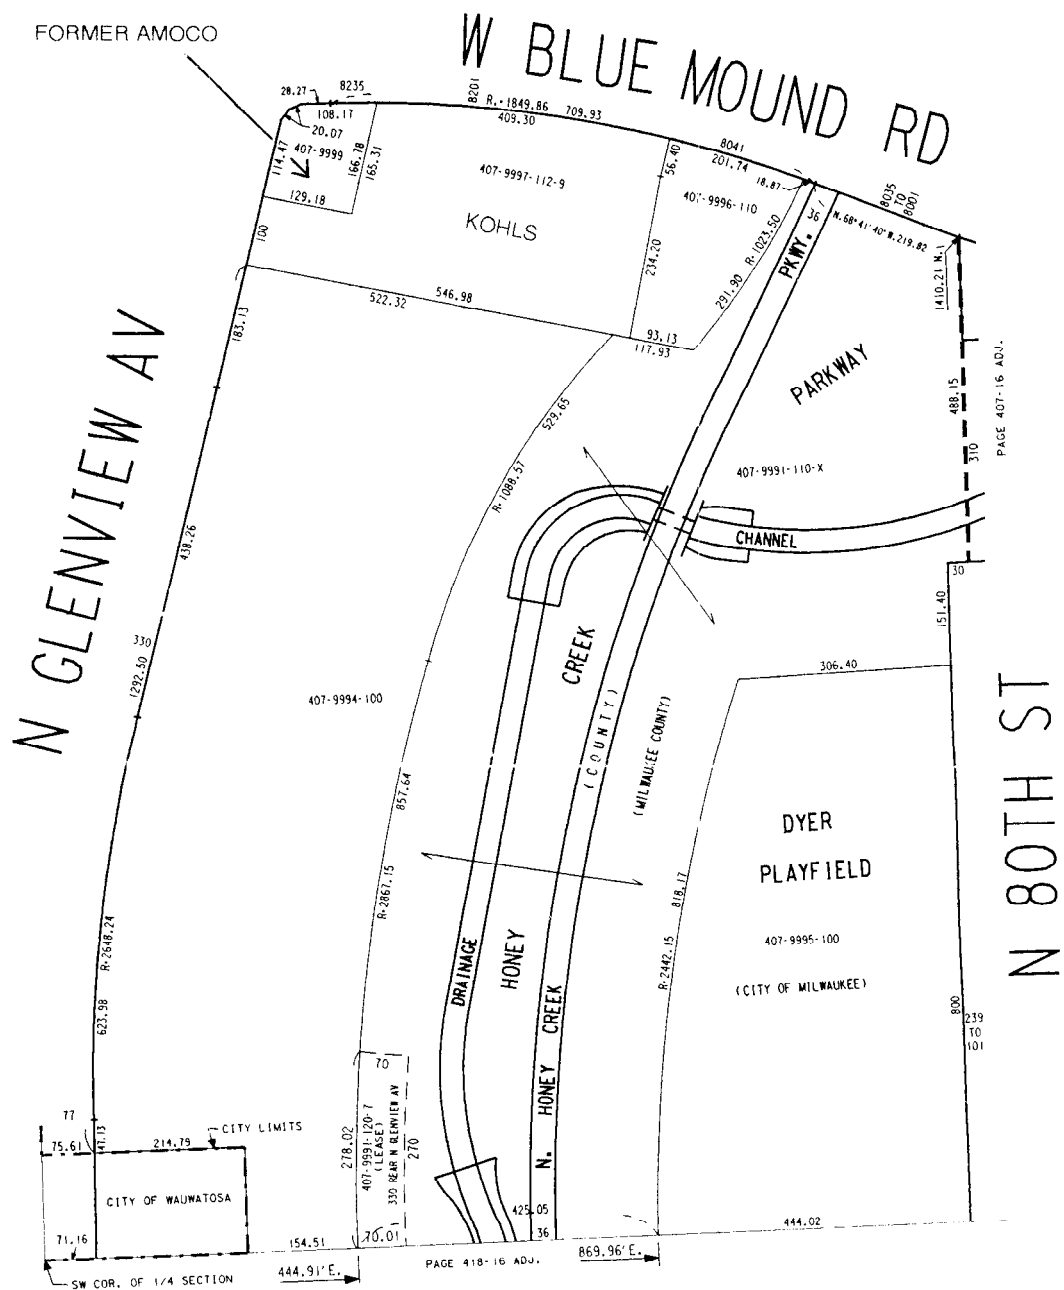 FORMER AMOCO
W BLUE MOUND RD
28.27
8235
8201
R.-1849.86
709.93
108.17
409.30
20.07
8041
407-9999
114.47
166.78
165.31
56.40
201.74
18.87
8035
TO
8001
407-9997-112-9
407-9996-110
36
N.68°41'40"W.219.82
129.18
KOHLS
R-1023.50
PKWY.
100
234.20
1410.21 N.
291.90
546.98
522.32
93.13
117.93
183.13
PARKWAY
488.15
PAGE 407-16 ADJ.
N GLENVIEW AV
529.65
310
R-1088.57
407-9991-110-X
438.26
CHANNEL
30
151.40
330
1292.50
CREEK
306.40
407-9994-100
(COUNTY)
(MILWAUKEE COUNTY)
N 80TH ST
857.64
DYER
PLAYFIELD
R-2867.15
818.17
407-9995-100
R-2648.24
DRAINAGE
HONEY
R-2442.15
(CITY OF MILWAUKEE)
623.98
800
239
TO
101
N. HONEY CREEK
70
77
47.13
CITY LIMITS
75.61
214.79
278.02
407-9991-120-7
(LEASE)
330 REAR N GLENVIEW AV
270
CITY OF WAUWATOSA
425.05
36
444.02
71.16
154.51
70.01
444.91'E.
PAGE 418-16 ADJ.
869.96'E.
SW COR. OF 1/4 SECTION